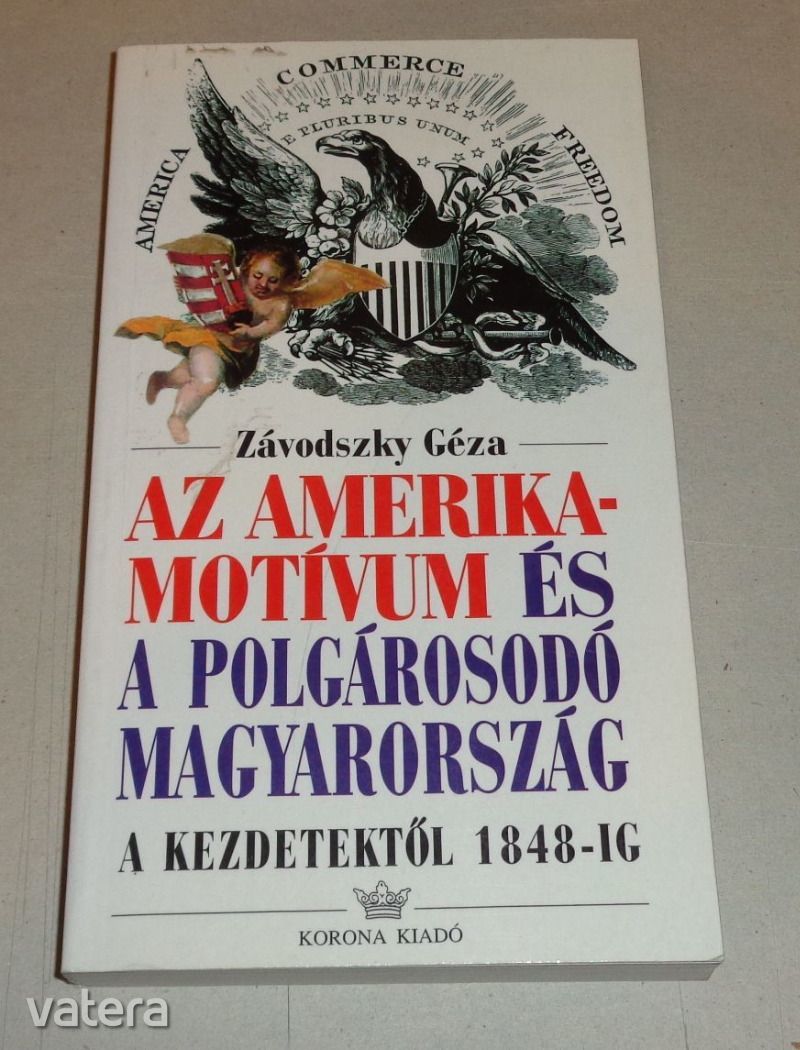 COMMERCE
E PLURIBUS UNUM
AMERICA
FREEDOM
Závodszky Géza
AZ AMERIKA-
MOTÍVUM ÉS
A POLGÁROSODÓ
MAGYARORSZÁG
A KEZDETEKTŐL 1848-IG
KORONA KIADÓ
vatera